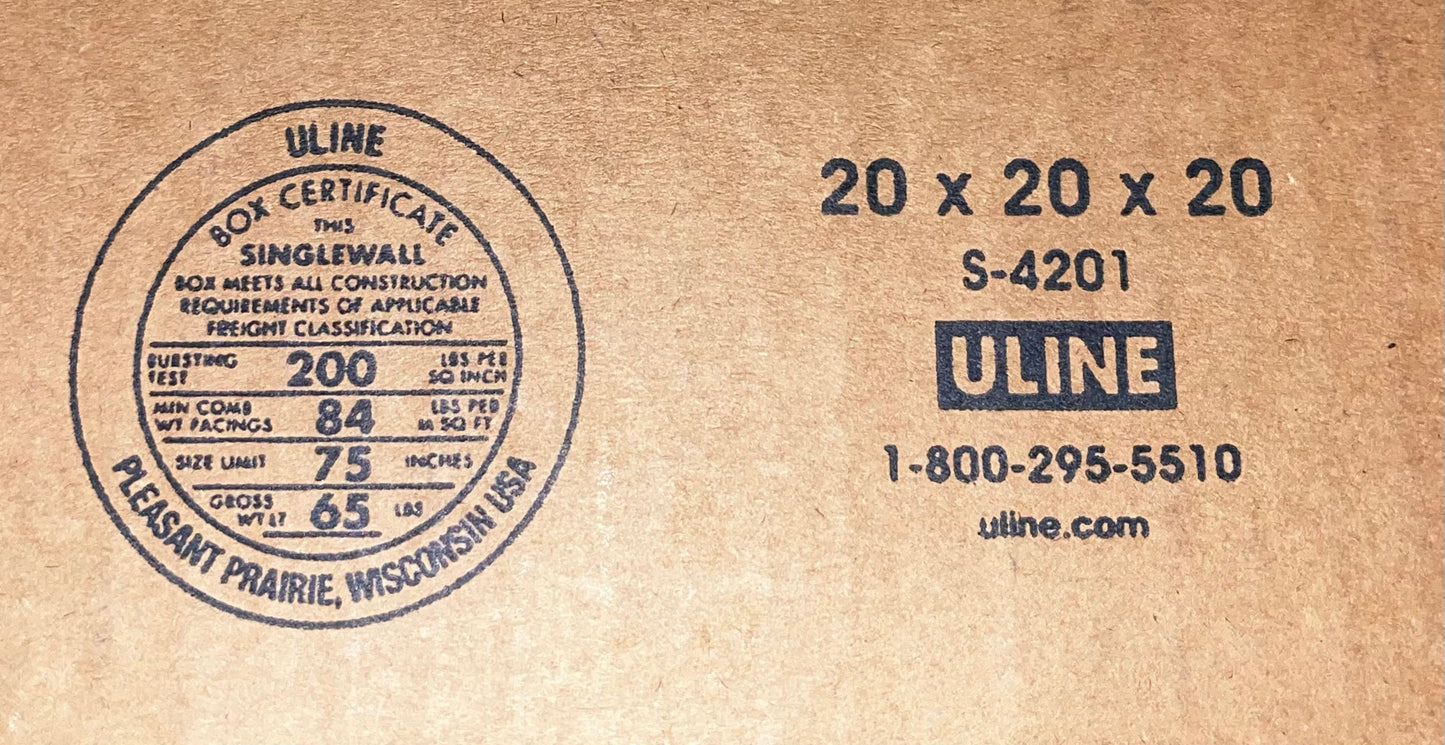 ULINE
BOX CERTIFICATE
THIS
SINGLEWALL
BOX MEETS ALL CONSTRUCTION
REQUIREMENTS OF APPLICABLE
FREIGHT CLASSIFICATION
BURSTING TEST 200 LBS PER SQ INCH
MIN COMB WT FACINGS 84 LBS PER M SQ FT
SIZE LIMIT 75 INCHES
GROSS WT LT 65 LBS
PLEASANT PRAIRIE, WISCONSIN USA
20 x 20 x 20
S-4201
ULINE
1-800-295-5510
uline.com